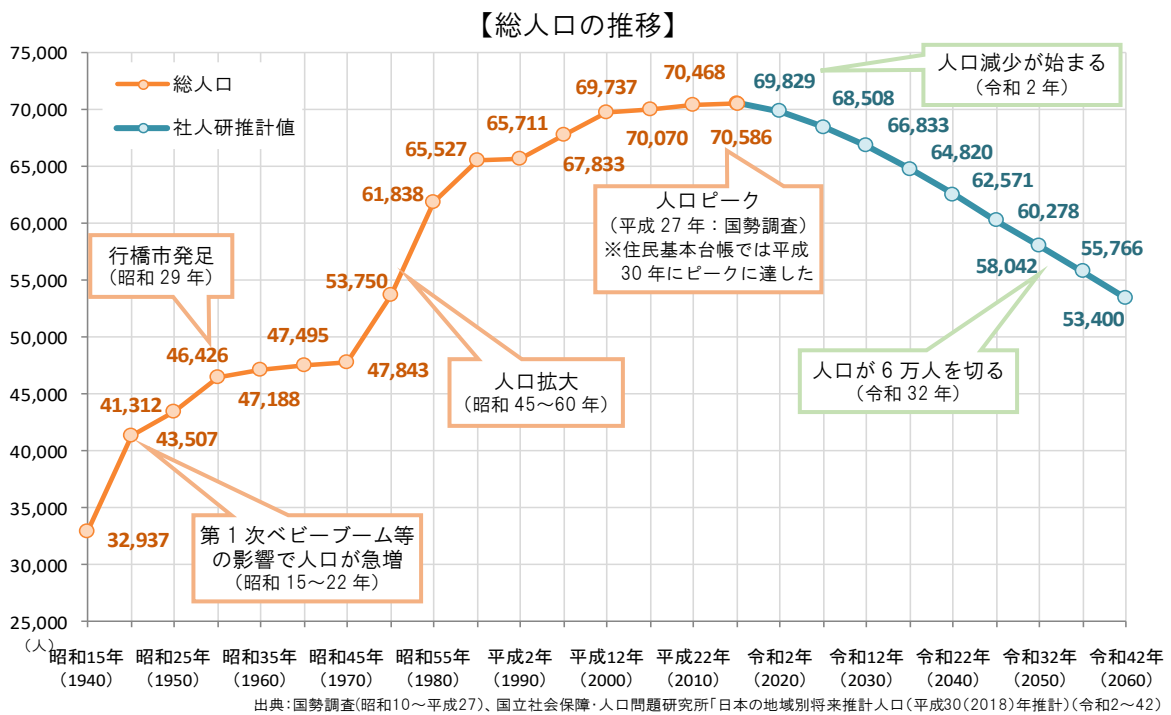 【総人口の推移】
75,000
70,000
65,000
60,000
55,000
50,000
45,000
40,000
35,000
30,000
25,000
（人）
総人口
社人研推計値
32,937
41,312
43,507
46,426
47,188
47,495
47,843
53,750
61,838
65,527
65,711
67,833
69,737
70,070
70,468
70,586
69,829
68,508
66,833
64,820
62,571
60,278
58,042
55,766
53,400
行橋市発足
（昭和 29 年）
第 1 次ベビーブーム等
の影響で人口が急増
（昭和 15～22 年）
人口拡大
（昭和 45～60 年）
人口ピーク
（平成 27 年：国勢調査）
※住民基本台帳では平成
30 年にピークに達した
人口減少が始まる
（令和 2 年）
人口が 6 万人を切る
（令和 32 年）
昭和15年 昭和25年 昭和35年 昭和45年 昭和55年 平成2年 平成12年 平成22年 令和2年 令和12年 令和22年 令和32年 令和42年
（1940） （1950） （1960） （1970） （1980） （1990） （2000） （2010） （2020） （2030） （2040） （2050） （2060）
出典：国勢調査(昭和10～平成27)、国立社会保障・人口問題研究所「日本の地域別将来推計人口(平成30(2018)年推計)(令和2～42)